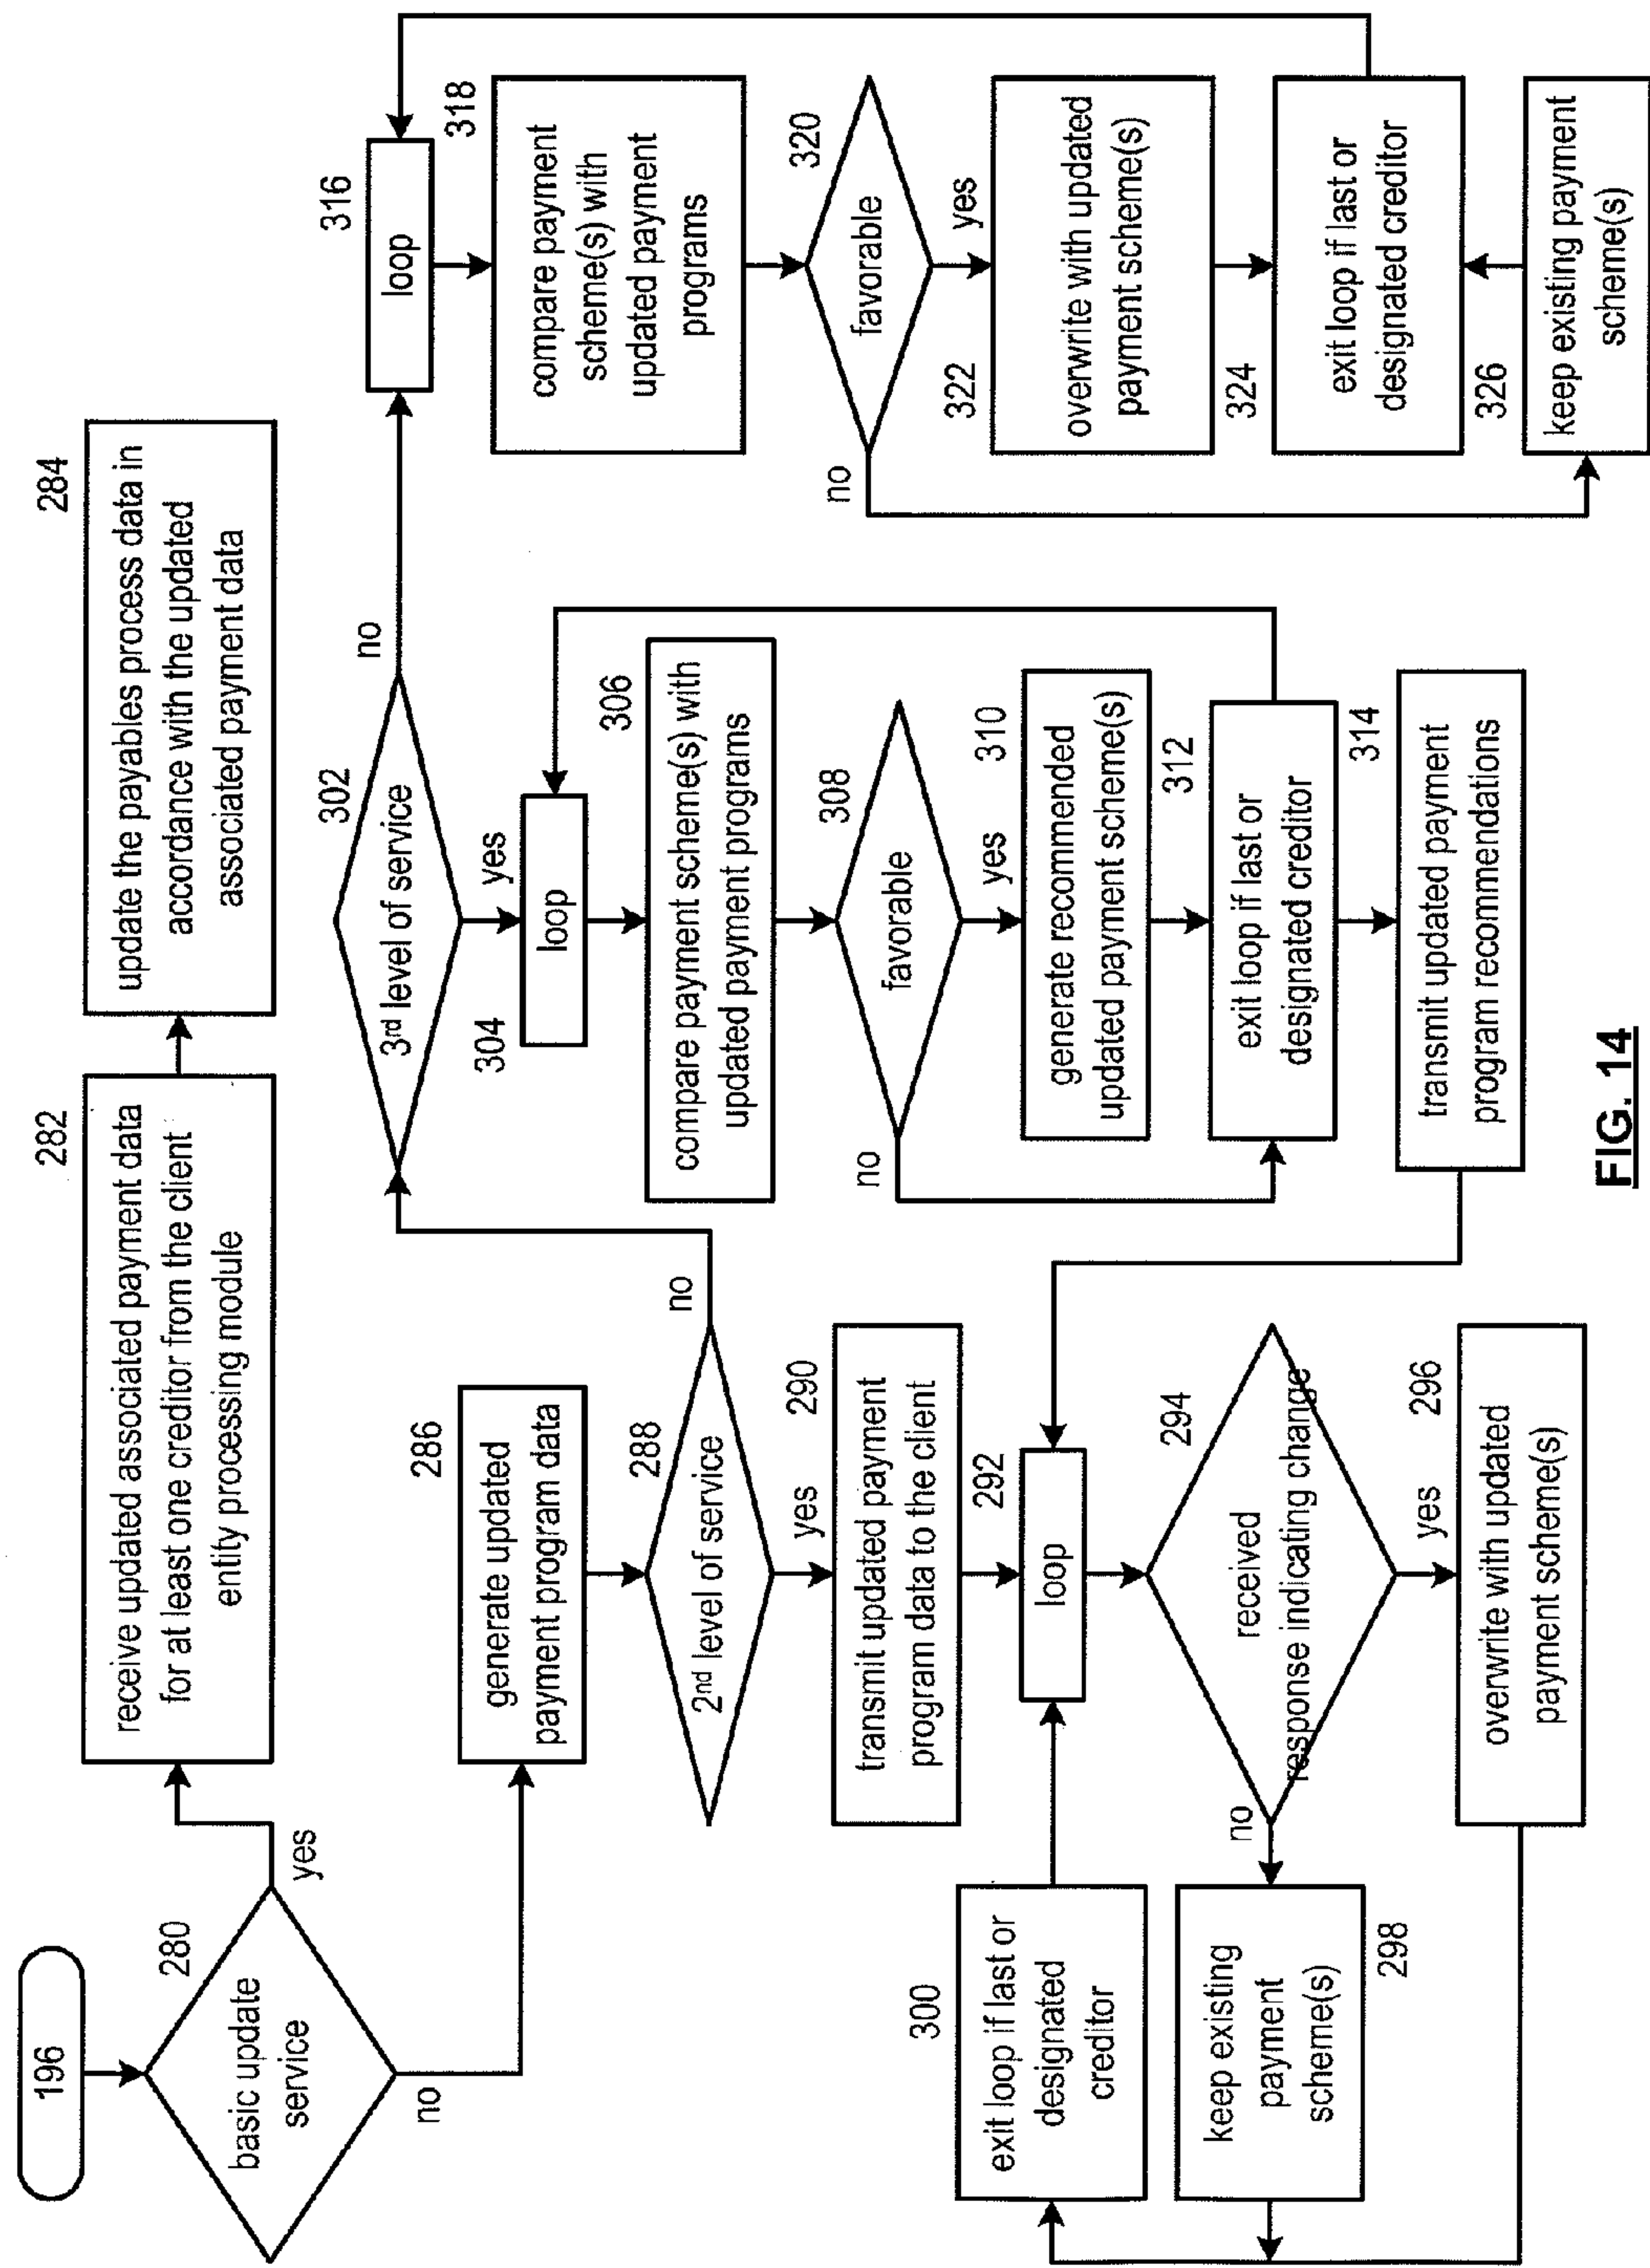 196
280
basic update
service
yes
no
282
receive updated associated payment data
for at least one creditor from the client
entity processing module
284
update the payables process data in
accordance with the updated
associated payment data
286
generate updated
payment program data
288
2nd level of service
no
yes
290
transmit updated payment
program data to the client
292
loop
294
received
response indicating change
no
yes
296
overwrite with updated
payment scheme(s)
298
keep existing
payment
scheme(s)
300
exit loop if last or
designated
creditor
302
3rd level of service
no
yes
304
loop
306
compare payment scheme(s) with
updated payment programs
308
favorable
no
yes
310
generate recommended
updated payment scheme(s)
312
exit loop if last or
designated creditor
314
transmit updated payment
program recommendations
316
loop
318
compare payment
scheme(s) with
updated payment
programs
320
favorable
no
yes
322
overwrite with updated
payment scheme(s)
324
exit loop if last or
designated creditor
326
keep existing payment
scheme(s)
FIG. 14